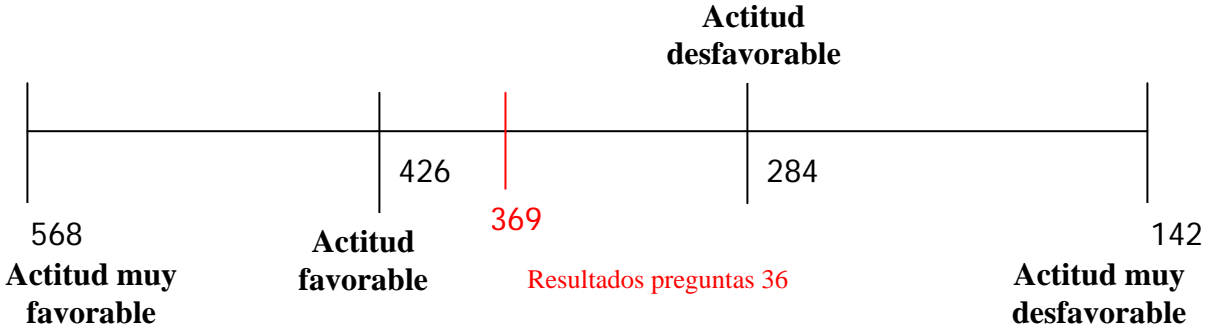 Actitud
desfavorable
426
284
369
568
142
Actitud
favorable
Actitud muy
favorable
Resultados preguntas 36
Actitud muy
desfavorable